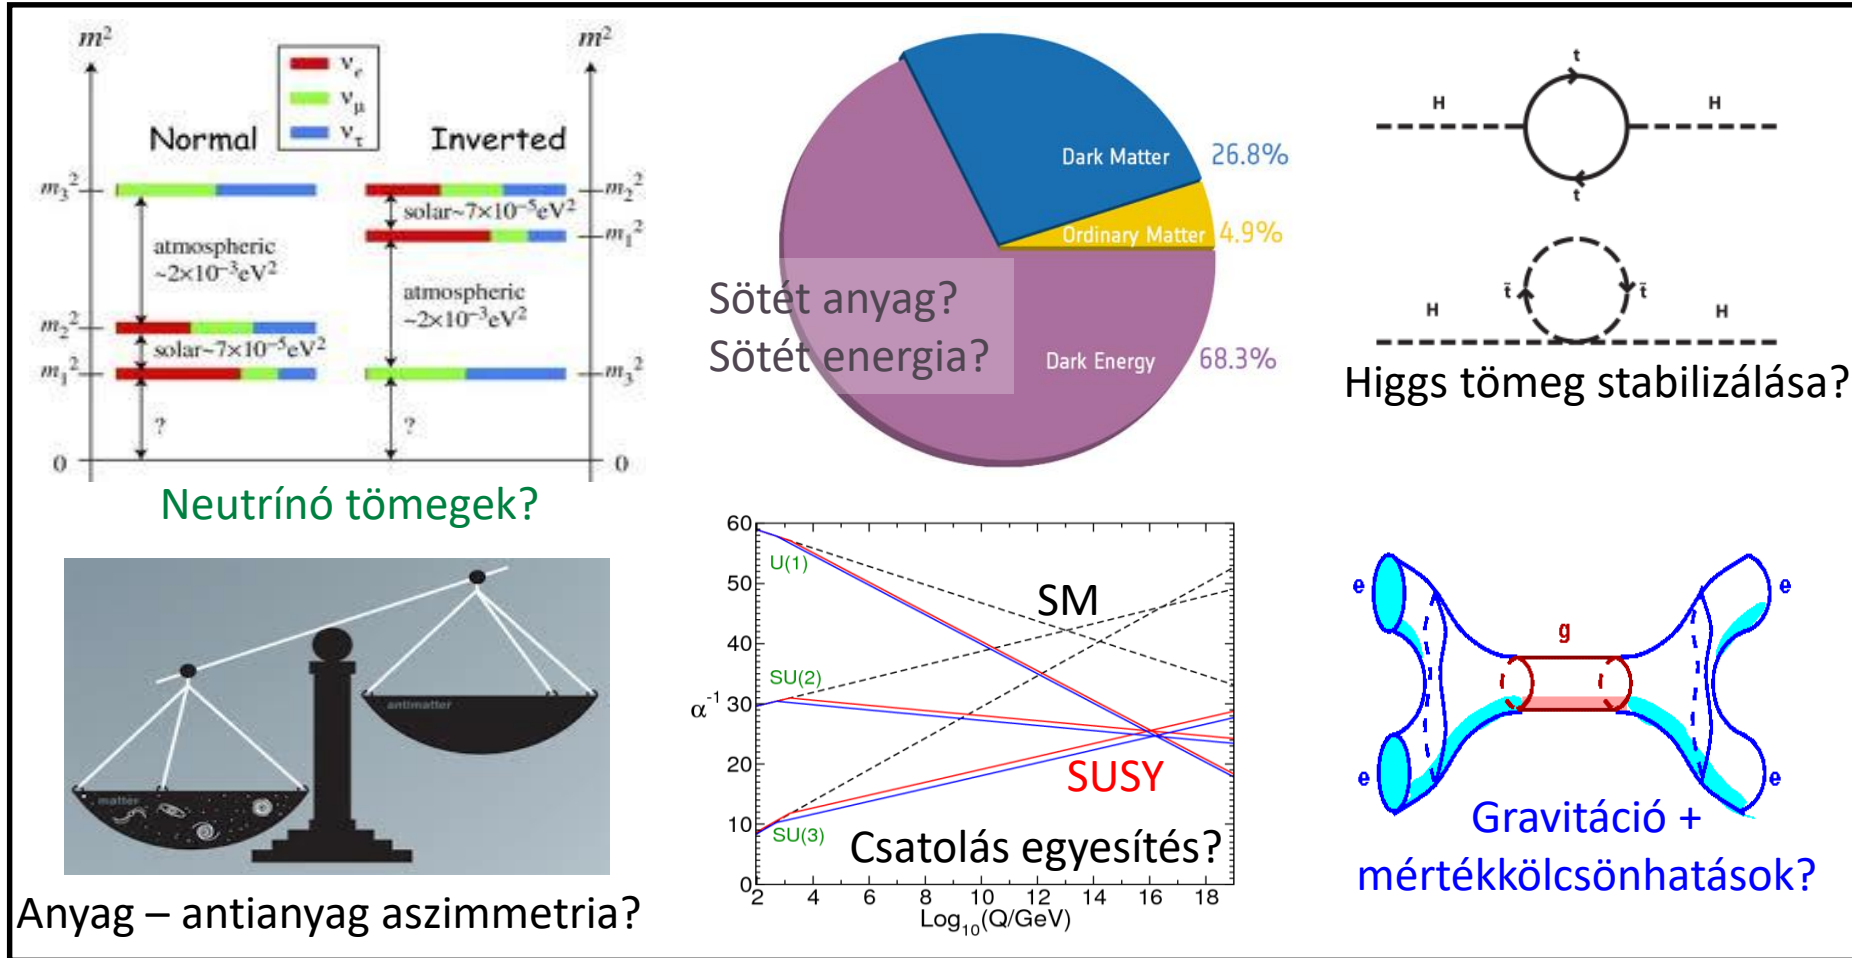 m²
m²
νe
νμ
ντ
Normal
Inverted
m₃²
m₂²
solar~7×10⁻⁵eV²
m₁²
atmospheric
~2×10⁻³eV²
atmospheric
~2×10⁻³eV²
m₂²
solar~7×10⁻⁵eV²
m₁²
m₃²
?
?
0
0
Neutrínó tömegek?
Dark Matter
26.8%
Ordinary Matter
4.9%
Dark Energy
68.3%
Sötét anyag?
Sötét energia?
t
H
H
t
t̃
t̃
H
H
Higgs tömeg stabilizálása?
antimatter
matter
Anyag – antianyag aszimmetria?
60
50
40
30
20
10
0
α⁻¹
U(1)
SU(2)
SU(3)
SM
SUSY
Csatolás egyesítés?
2 4 6 8 10 12 14 16 18
Log₁₀(Q/GeV)
e
e
g
e
e
Gravitáció +
mértékkölcsönhatások?